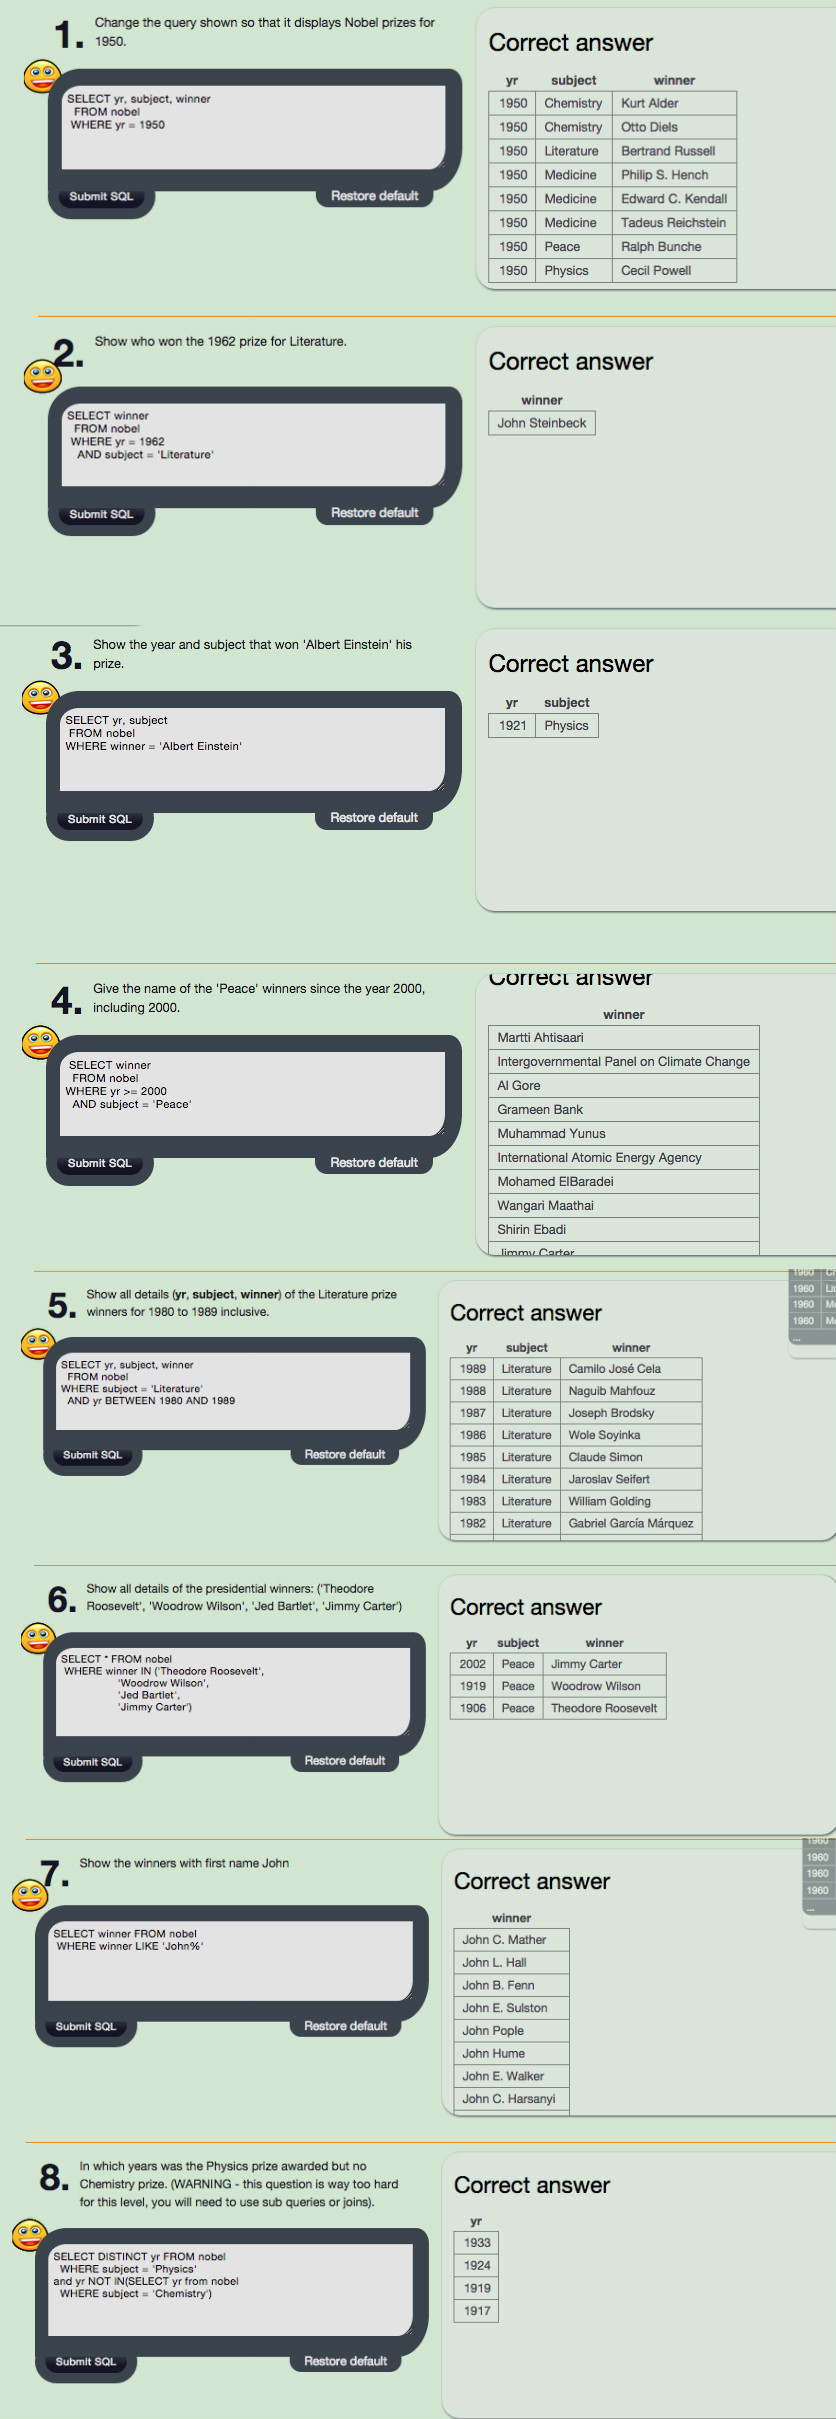 1. Change the query shown so that it displays Nobel prizes for
1950.
SELECT yr, subject, winner
FROM nobel
WHERE yr = 1950
Submit SQL
Restore default
Correct answer
yr subject winner
1950 Chemistry Kurt Alder
1950 Chemistry Otto Diels
1950 Literature Bertrand Russell
1950 Medicine Philip S. Hench
1950 Medicine Edward C. Kendall
1950 Medicine Tadeus Reichstein
1950 Peace Ralph Bunche
1950 Physics Cecil Powell
2. Show who won the 1962 prize for Literature.
SELECT winner
FROM nobel
WHERE yr = 1962
AND subject = 'Literature'
Submit SQL
Restore default
Correct answer
winner
John Steinbeck
3. Show the year and subject that won 'Albert Einstein' his
prize.
SELECT yr, subject
FROM nobel
WHERE winner = 'Albert Einstein'
Submit SQL
Restore default
Correct answer
yr subject
1921 Physics
4. Give the name of the 'Peace' winners since the year 2000,
including 2000.
SELECT winner
FROM nobel
WHERE yr >= 2000
AND subject = 'Peace'
Submit SQL
Restore default
Correct answer
winner
Martti Ahtisaari
Intergovernmental Panel on Climate Change
Al Gore
Grameen Bank
Muhammad Yunus
International Atomic Energy Agency
Mohamed ElBaradei
Wangari Maathai
Shirin Ebadi
Jimmy Carter
5. Show all details (yr, subject, winner) of the Literature prize
winners for 1980 to 1989 inclusive.
SELECT yr, subject, winner
FROM nobel
WHERE subject = 'Literature'
AND yr BETWEEN 1980 AND 1989
Submit SQL
Restore default
1960
1960
1960
1960
...
Correct answer
yr subject winner
1989 Literature Camilo José Cela
1988 Literature Naguib Mahfouz
1987 Literature Joseph Brodsky
1986 Literature Wole Soyinka
1985 Literature Claude Simon
1984 Literature Jaroslav Seifert
1983 Literature William Golding
1982 Literature Gabriel García Márquez
6. Show all details of the presidential winners: ('Theodore
Roosevelt', 'Woodrow Wilson', 'Jed Bartlet', 'Jimmy Carter')
SELECT * FROM nobel
WHERE winner IN ('Theodore Roosevelt',
'Woodrow Wilson',
'Jed Bartlet',
'Jimmy Carter')
Submit SQL
Restore default
Correct answer
yr subject winner
2002 Peace Jimmy Carter
1919 Peace Woodrow Wilson
1906 Peace Theodore Roosevelt
7. Show the winners with first name John
SELECT winner FROM nobel
WHERE winner LIKE 'John%'
Submit SQL
Restore default
1960
1960
1960
1960
...
Correct answer
winner
John C. Mather
John L. Hall
John B. Fenn
John E. Sulston
John Pople
John Hume
John E. Walker
John C. Harsanyi
8. In which years was the Physics prize awarded but no
Chemistry prize. (WARNING - this question is way too hard
for this level, you will need to use sub queries or joins).
SELECT DISTINCT yr FROM nobel
WHERE subject = 'Physics'
and yr NOT IN(SELECT yr from nobel
WHERE subject = 'Chemistry')
Submit SQL
Restore default
Correct answer
yr
1933
1924
1919
1917